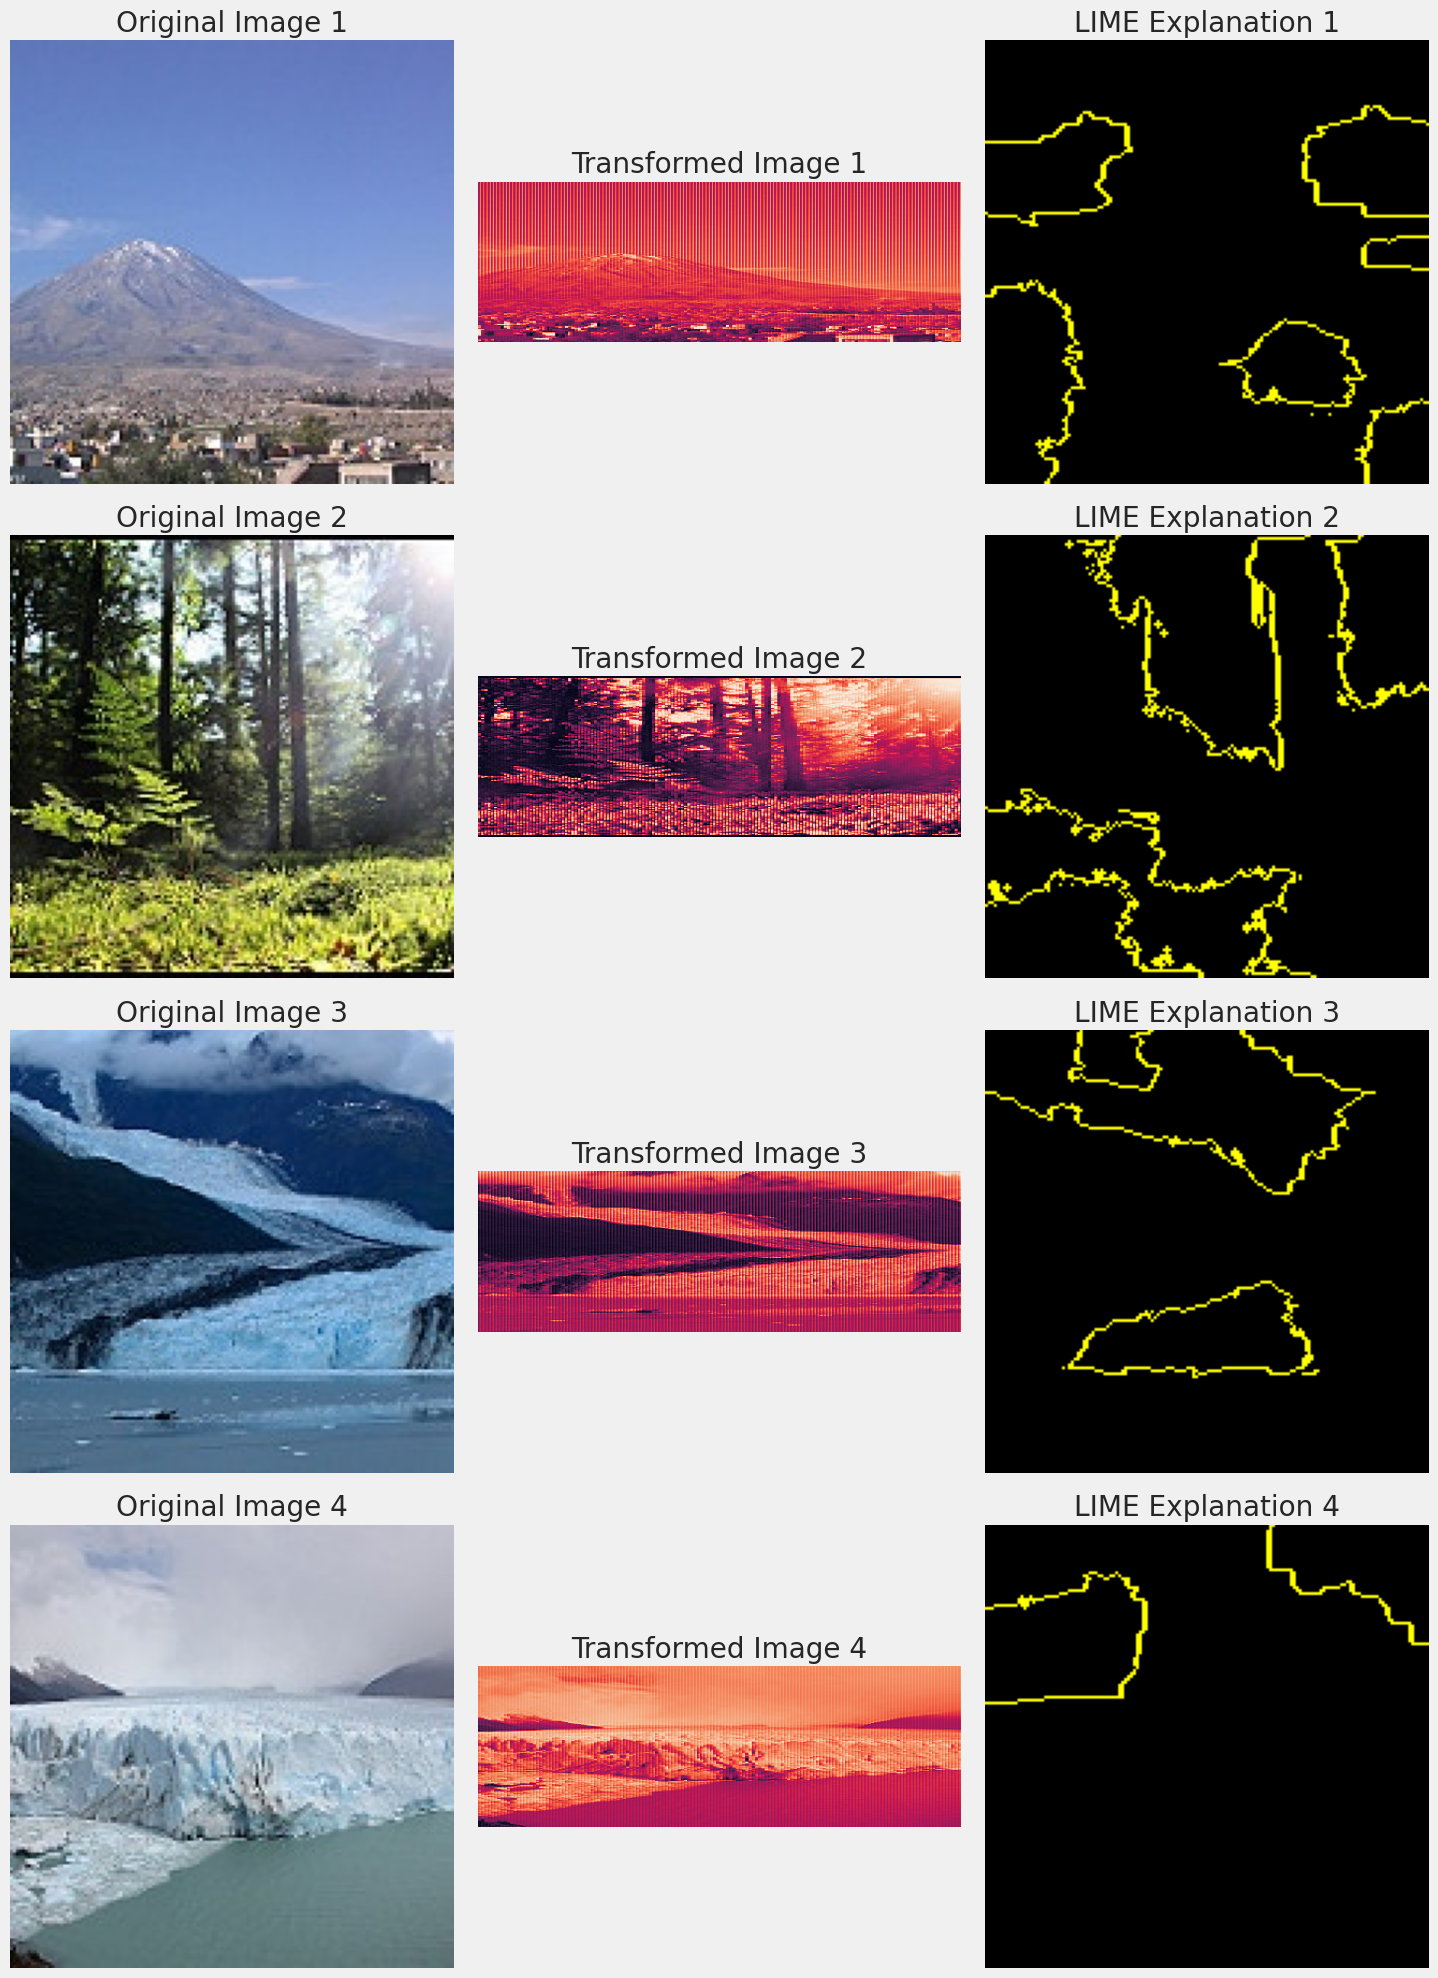 Original Image 1
LIME Explanation 1
Transformed Image 1
Original Image 2
LIME Explanation 2
Transformed Image 2
Original Image 3
LIME Explanation 3
Transformed Image 3
Original Image 4
LIME Explanation 4
Transformed Image 4